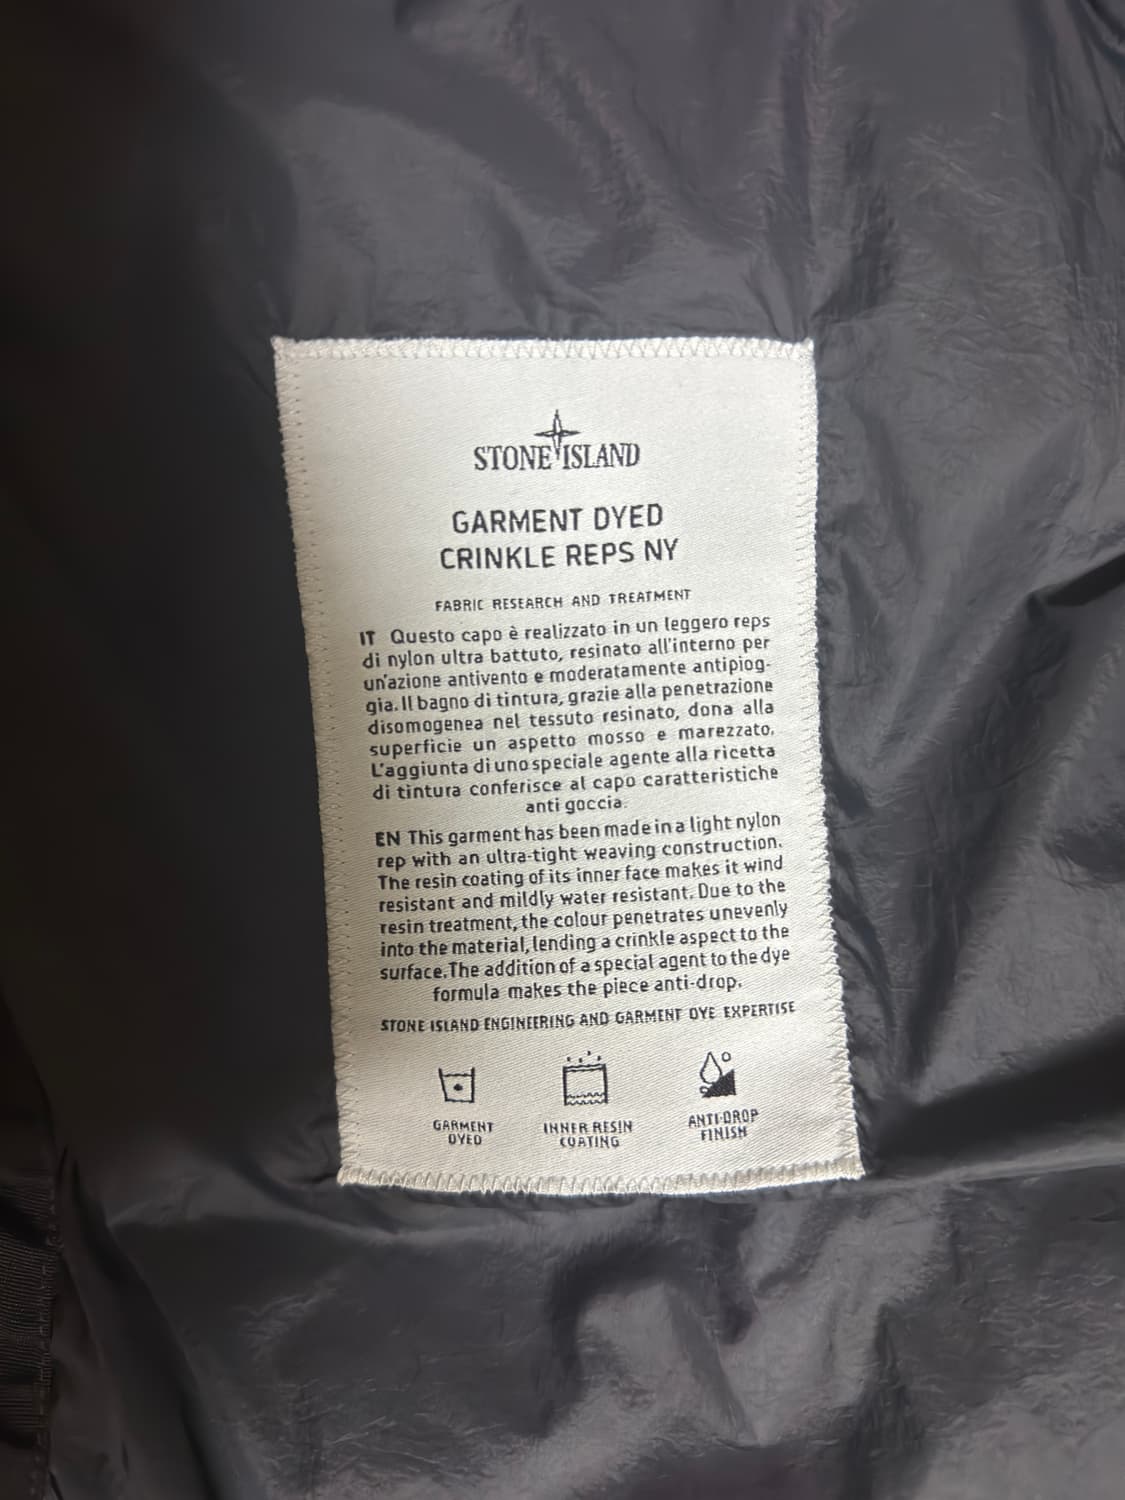 STONE ISLAND
GARMENT DYED
CRINKLE REPS NY
FABRIC RESEARCH AND TREATMENT
IT Questo capo è realizzato in un leggero reps
di nylon ultra battuto, resinato all'interno per
un'azione antivento e moderatamente antipiog-
gia. Il bagno di tintura, grazie alla penetrazione
disomogenea nel tessuto resinato, dona alla
superficie un aspetto mosso e marezzato.
L'aggiunta di uno speciale agente alla ricetta
di tintura conferisce al capo caratteristiche
anti goccia.
EN This garment has been made in a light nylon
rep with an ultra-tight weaving construction.
The resin coating of its inner face makes it wind
resistant and mildly water resistant. Due to the
resin treatment, the colour penetrates unevenly
into the material, lending a crinkle aspect to the
surface. The addition of a special agent to the dye
formula makes the piece anti-drop.
STONE ISLAND ENGINEERING AND GARMENT DYE EXPERTISE
GARMENT
DYED
INNER RESIN
COATING
ANTI-DROP
FINISH